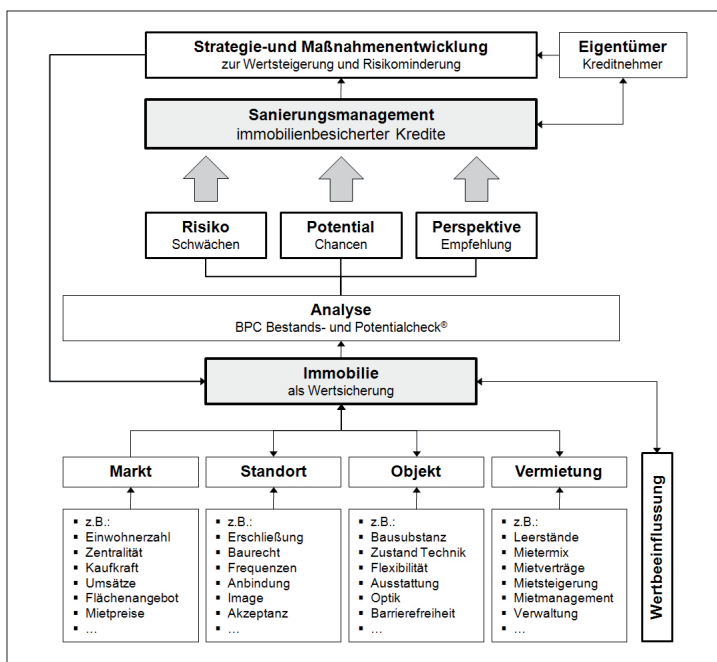 Strategie-und Maßnahmenentwicklung
zur Wertsteigerung und Risikominderung
Eigentümer
Kreditnehmer
Sanierungsmanagement
immobilienbesicherter Kredite
Risiko
Schwächen
Potential
Chancen
Perspektive
Empfehlung
Analyse
BPC Bestands- und Potentialcheck®
Immobilie
als Wertsicherung
Markt
Standort
Objekt
Vermietung
▪ z.B.:
▪ Einwohnerzahl
▪ Zentralität
▪ Kaufkraft
▪ Umsätze
▪ Flächenangebot
▪ Mietpreise
▪ …
▪ z.B.:
▪ Erschließung
▪ Baurecht
▪ Frequenzen
▪ Anbindung
▪ Image
▪ Akzeptanz
▪ …
▪ z.B.:
▪ Bausubstanz
▪ Zustand Technik
▪ Flexibilität
▪ Ausstattung
▪ Optik
▪ Barrierefreiheit
▪ …
▪ z.B.:
▪ Leerstände
▪ Mietermix
▪ Mietverträge
▪ Mietsteigerung
▪ Mietmanagement
▪ Verwaltung
▪ …
Wertbeeinflussung